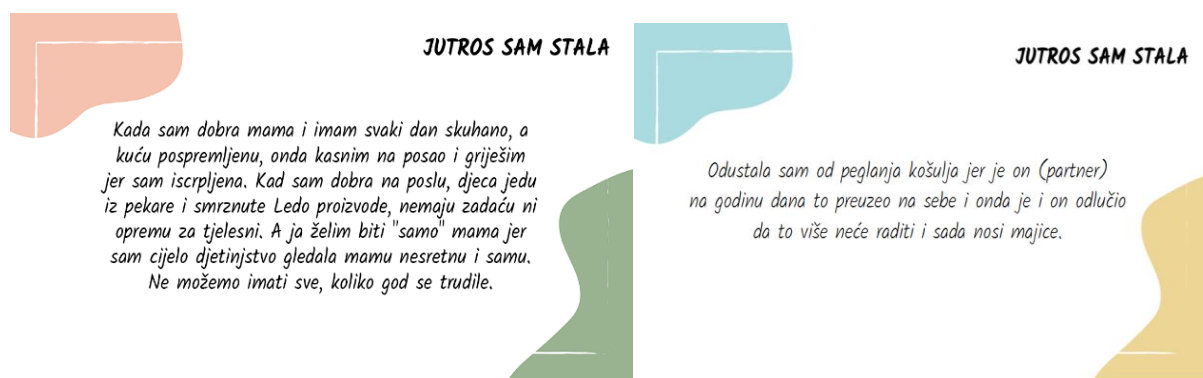 JUTROS SAM STALA
Kada sam dobra mama i imam svaki dan skuhano, a
kuću pospremljenu, onda kasnim na posao i griješim
jer sam iscrpljena. Kad sam dobra na poslu, djeca jedu
iz pekare i smrznute Ledo proizvode, nemaju zadaću ni
opremu za tjelesni. A ja želim biti "samo" mama jer
sam cijelo djetinjstvo gledala mamu nesretnu i samu.
Ne možemo imati sve, koliko god se trudile.
JUTROS SAM STALA
Odustala sam od peglanja košulja jer je on (partner)
na godinu dana to preuzeo na sebe i onda je i on odlučio
da to više neće raditi i sada nosi majice.